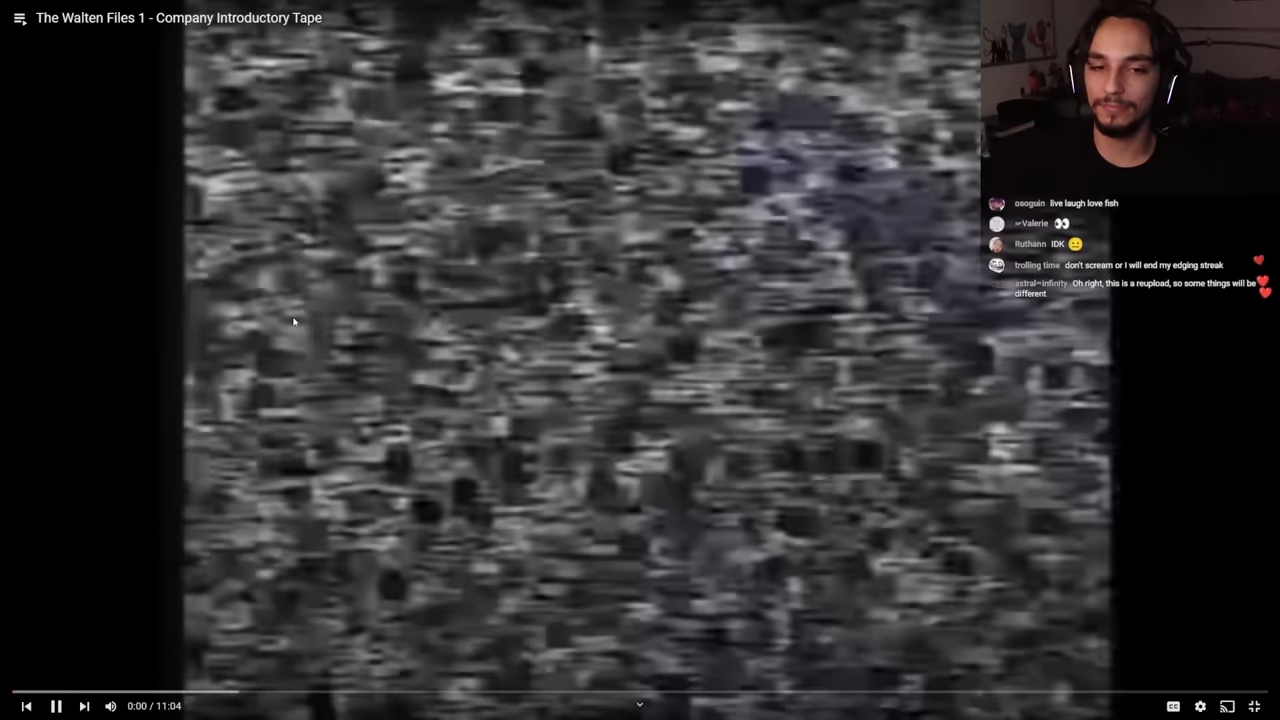 The Walten Files 1 - Company Introductory Tape
osoguin live laugh love fish
Valerie 👀
Ruthann IDK 😐
trolling time don't scream or I will end my edging streak
astral~Infinity Oh right, this is a reupload, so some things will be
different
0:00 / 11:04
CC